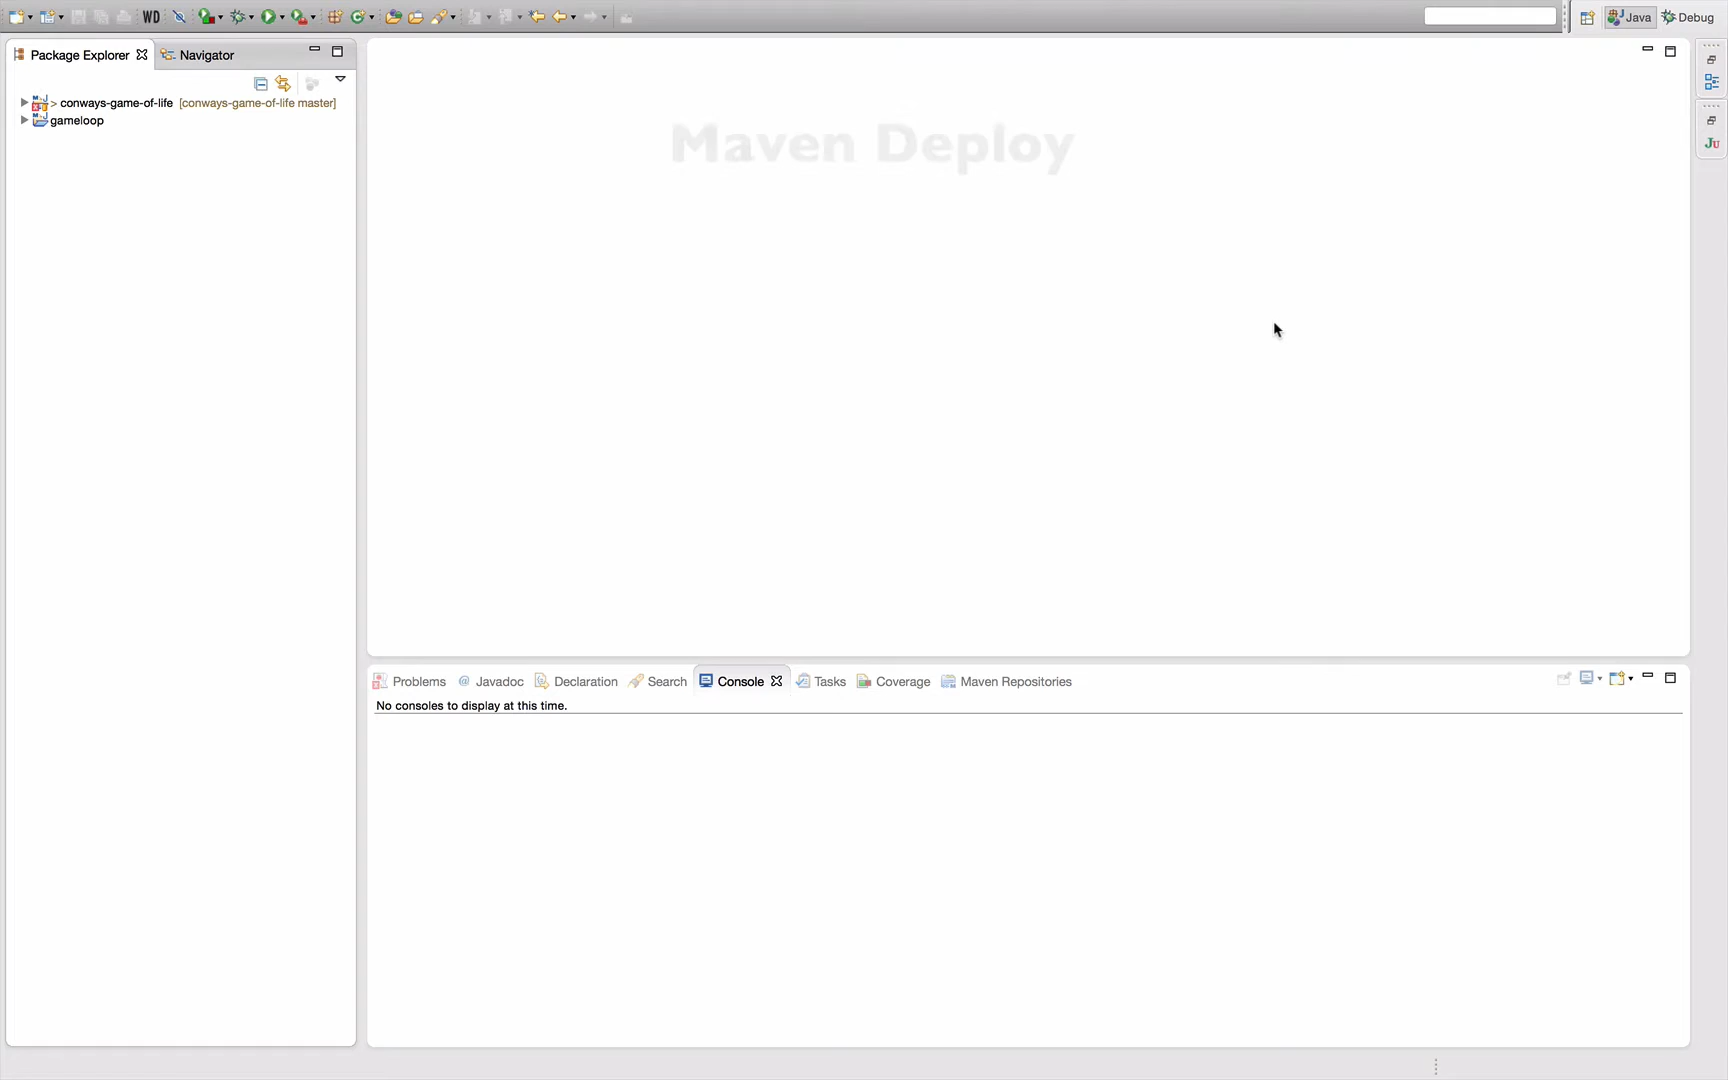 WD
Java
Debug
Package Explorer
Navigator
> conways-game-of-life [conways-game-of-life master]
gameloop
Maven Deploy
Ju
Problems
@ Javadoc
Declaration
Search
Console
Tasks
Coverage
Maven Repositories
No consoles to display at this time.